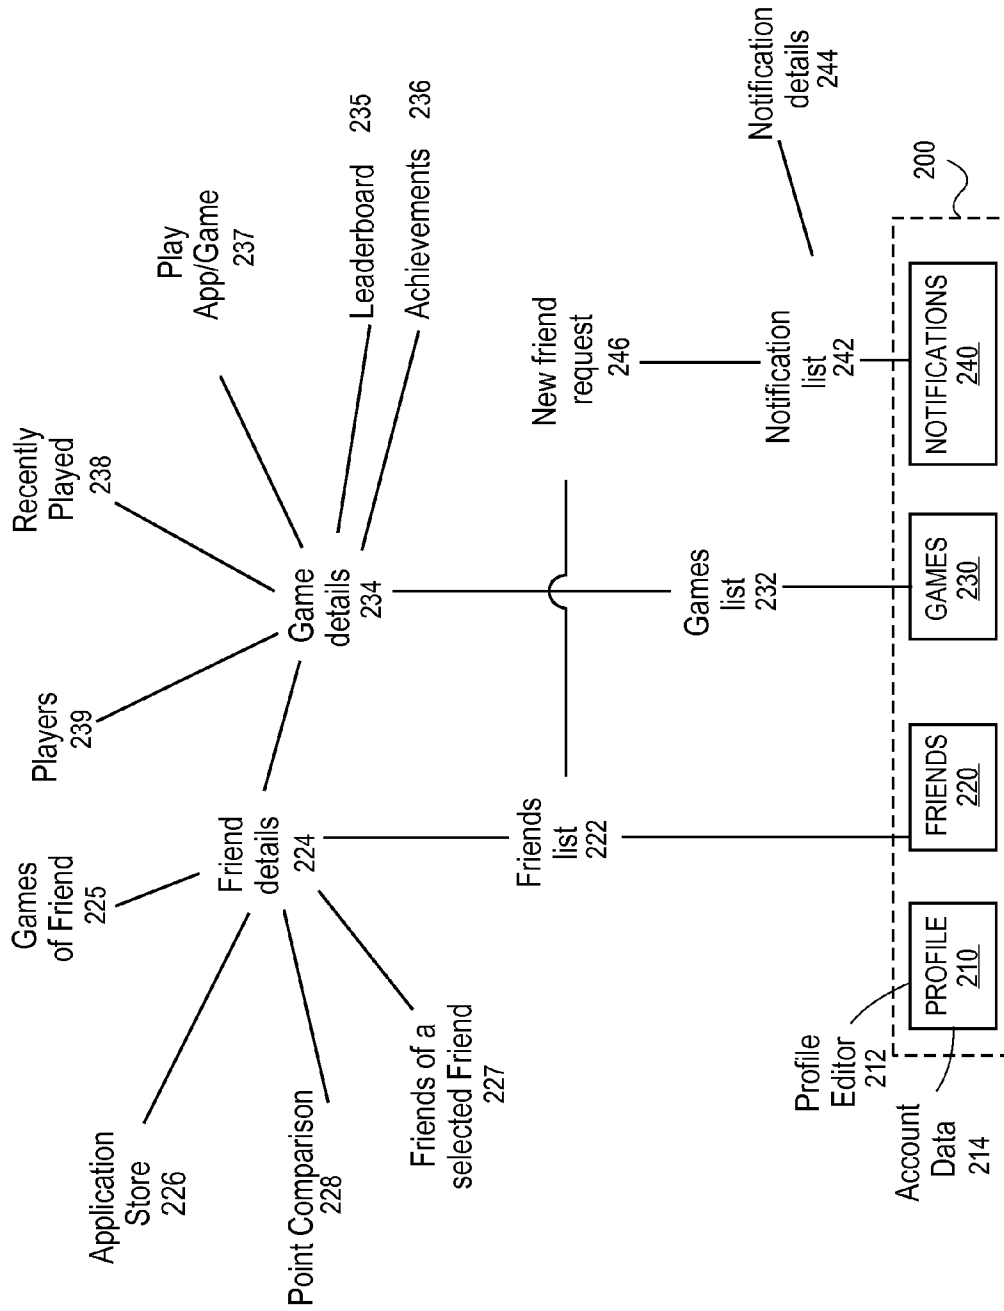 Application
Store
226
Point Comparison
228
Friends of a
selected Friend
227
Games
of Friend
225
Friend
details
224
Players
239
Recently
Played
238
Play
App/Game
237
Leaderboard 235
Achievements 236
Game
details
234
Friends
list
222
New friend
request
246
Games
list
232
Notification
list
242
Notification
details
244
Profile
Editor
212
Account
Data
214
PROFILE
210
FRIENDS
220
GAMES
230
NOTIFICATIONS
240
200